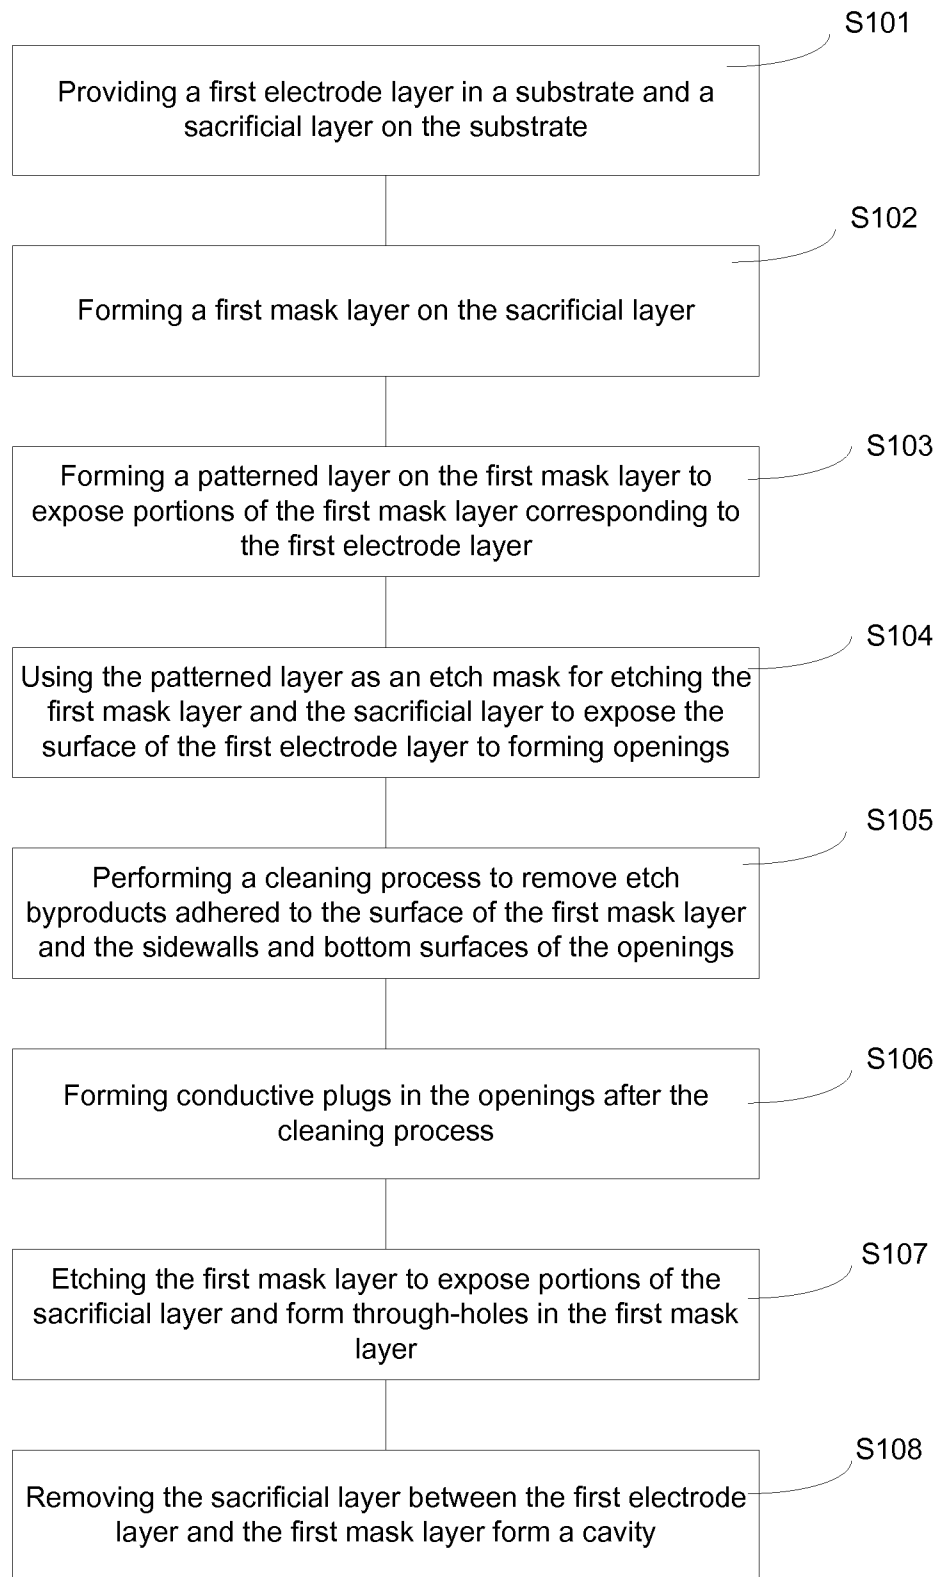 S101
Providing a first electrode layer in a substrate and a
sacrificial layer on the substrate
S102
Forming a first mask layer on the sacrificial layer
S103
Forming a patterned layer on the first mask layer to
expose portions of the first mask layer corresponding to
the first electrode layer
S104
Using the patterned layer as an etch mask for etching the
first mask layer and the sacrificial layer to expose the
surface of the first electrode layer to forming openings
S105
Performing a cleaning process to remove etch
byproducts adhered to the surface of the first mask layer
and the sidewalls and bottom surfaces of the openings
S106
Forming conductive plugs in the openings after the
cleaning process
S107
Etching the first mask layer to expose portions of the
sacrificial layer and form through-holes in the first mask
layer
S108
Removing the sacrificial layer between the first electrode
layer and the first mask layer form a cavity